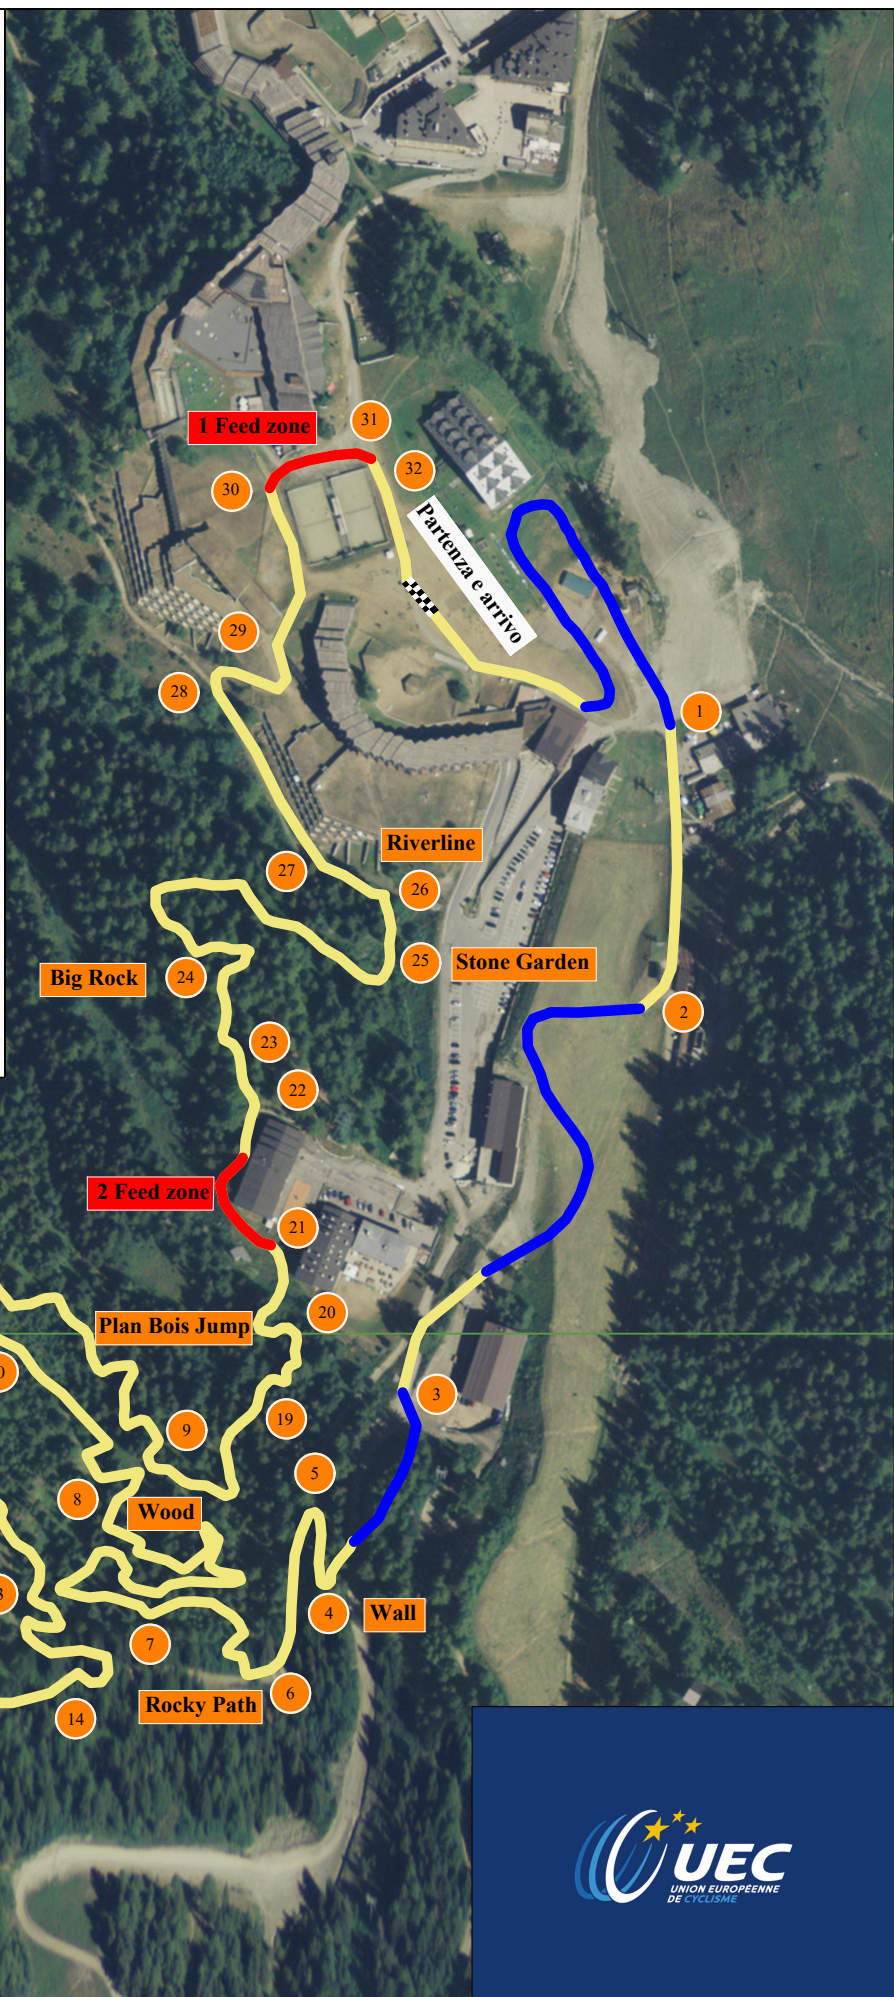 31
1 Feed zone
32
30
Partenza e arrivo
29
28
1
Riverline
27
26
25
Stone Garden
Big Rock
24
2
23
22
2 Feed zone
21
20
Plan Bois Jump
3
19
9
5
8
Wood
4
Wall
7
6
Rocky Path
14
UEC
UNION EUROPÉENNE
DE CYCLISME